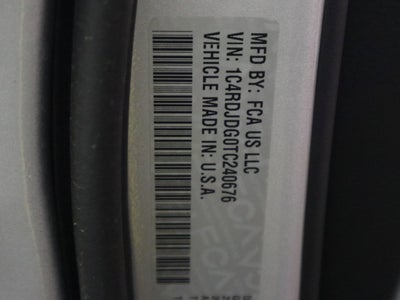 MFD BY: FCA US LLC
VIN: 1C4RDJDG0TC240676
VEHICLE MADE IN: U.S.A.